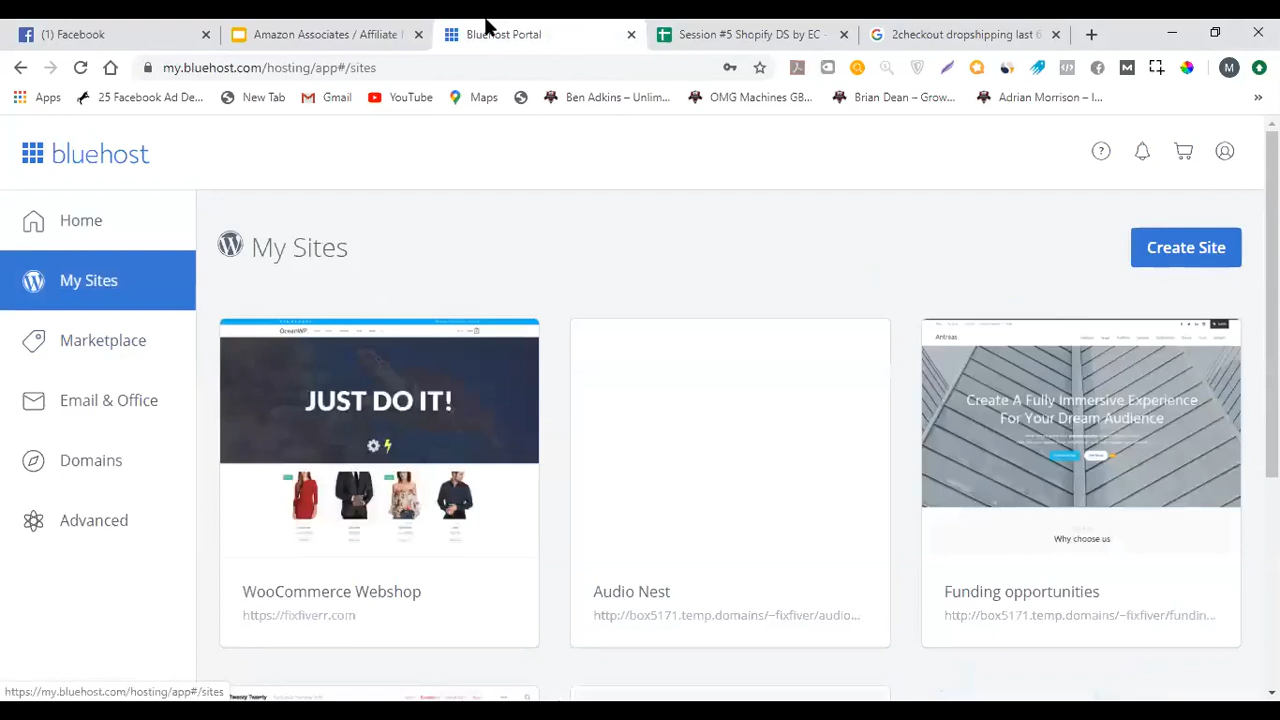 (1) Facebook
Amazon Associates / Affiliate
Bluehost Portal
Session #5 Shopify DS by EC -
2checkout dropshipping last 6
my.bluehost.com/hosting/app#/sites
M
Apps
25 Facebook Ad De...
New Tab
Gmail
YouTube
Maps
Ben Adkins – Unlim...
OMG Machines GB...
Brian Dean – Grow...
Adrian Morrison – I...
»
bluehost
Home
My Sites
Marketplace
Email & Office
Domains
Advanced
My Sites
Create Site
OceanWP
JUST DO IT!
WooCommerce Webshop
https://fixfiverr.com
Audio Nest
http://box5171.temp.domains/~fixfiver/audio...
Antreas
Create A Fully Immersive Experience
For Your Dream Audience
Why choose us
Funding opportunities
http://box5171.temp.domains/~fixfiver/fundin...
Twenty Twenty
https://my.bluehost.com/hosting/app#/sites